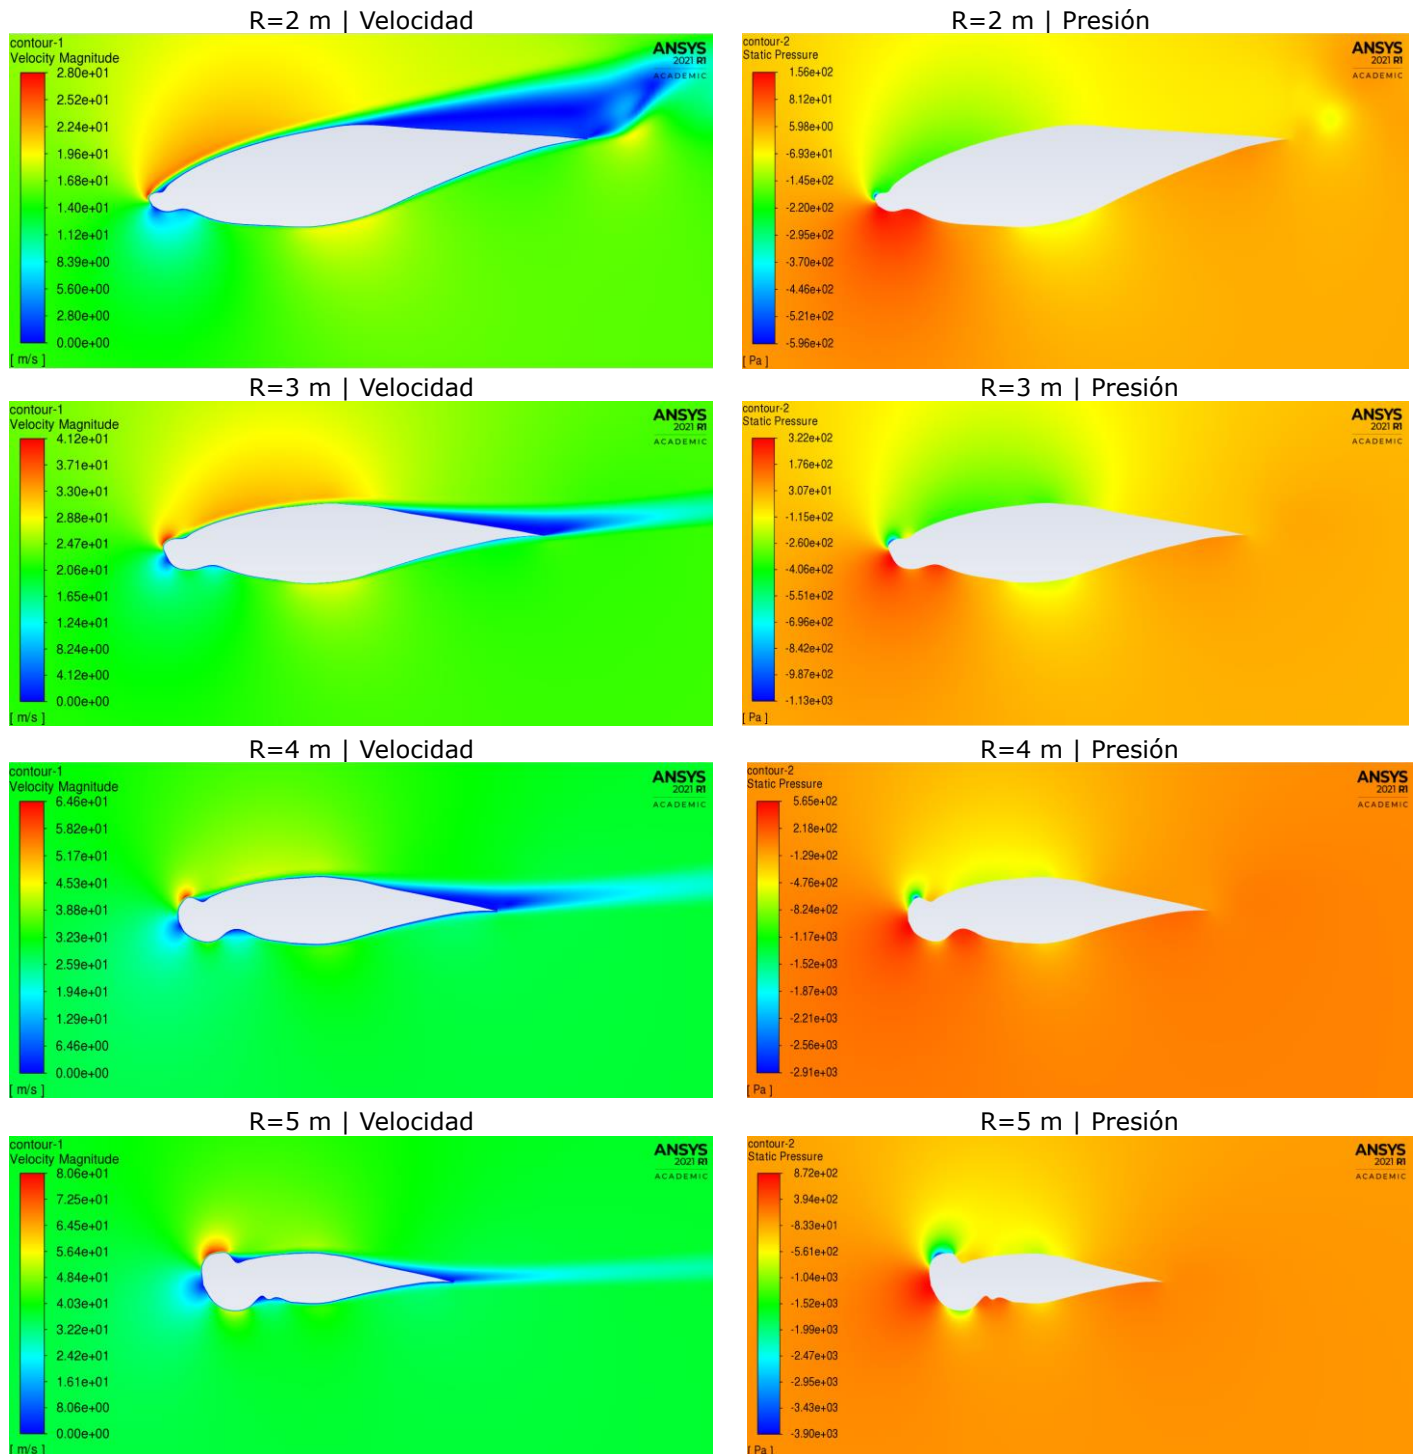 R=2 m | Velocidad
contour-1
Velocity Magnitude
2.80e+01
2.52e+01
2.24e+01
1.96e+01
1.68e+01
1.40e+01
1.12e+01
8.39e+00
5.60e+00
2.80e+00
0.00e+00
[ m/s ]
ANSYS
2021 R1
ACADEMIC
R=2 m | Presión
contour-2
Static Pressure
1.56e+02
8.12e+01
5.98e+00
-6.93e+01
-1.45e+02
-2.20e+02
-2.95e+02
-3.70e+02
-4.46e+02
-5.21e+02
-5.96e+02
[ Pa ]
ANSYS
2021 R1
ACADEMIC
R=3 m | Velocidad
contour-1
Velocity Magnitude
4.12e+01
3.71e+01
3.30e+01
2.88e+01
2.47e+01
2.06e+01
1.65e+01
1.24e+01
8.24e+00
4.12e+00
0.00e+00
[ m/s ]
ANSYS
2021 R1
ACADEMIC
R=3 m | Presión
contour-2
Static Pressure
3.22e+02
1.76e+02
3.07e+01
-1.15e+02
-2.60e+02
-4.06e+02
-5.51e+02
-6.96e+02
-8.42e+02
-9.87e+02
-1.13e+03
[ Pa ]
ANSYS
2021 R1
ACADEMIC
R=4 m | Velocidad
contour-1
Velocity Magnitude
6.46e+01
5.82e+01
5.17e+01
4.53e+01
3.88e+01
3.23e+01
2.59e+01
1.94e+01
1.29e+01
6.46e+00
0.00e+00
[ m/s ]
ANSYS
2021 R1
ACADEMIC
R=4 m | Presión
contour-2
Static Pressure
5.65e+02
2.18e+02
-1.29e+02
-4.76e+02
-8.24e+02
-1.17e+03
-1.52e+03
-1.87e+03
-2.21e+03
-2.56e+03
-2.91e+03
[ Pa ]
ANSYS
2021 R1
ACADEMIC
R=5 m | Velocidad
contour-1
Velocity Magnitude
8.06e+01
7.25e+01
6.45e+01
5.64e+01
4.84e+01
4.03e+01
3.22e+01
2.42e+01
1.61e+01
8.06e+00
0.00e+00
[ m/s ]
ANSYS
2021 R1
ACADEMIC
R=5 m | Presión
contour-2
Static Pressure
8.72e+02
3.94e+02
-8.33e+01
-5.61e+02
-1.04e+03
-1.52e+03
-1.99e+03
-2.47e+03
-2.95e+03
-3.43e+03
-3.90e+03
[ Pa ]
ANSYS
2021 R1
ACADEMIC